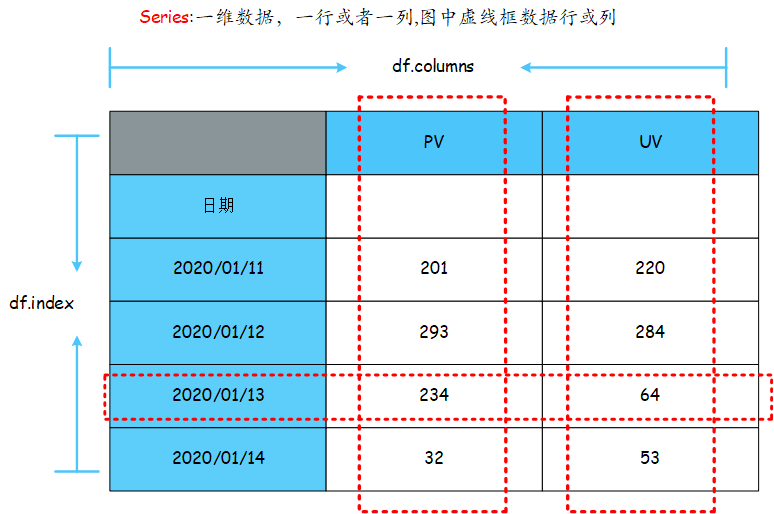 Series:一维数据，一行或者一列,图中虚线框数据行或列
df.columns
PV UV
日期
2020/01/11 201 220
2020/01/12 293 284
df.index
2020/01/13 234 64
2020/01/14 32 53